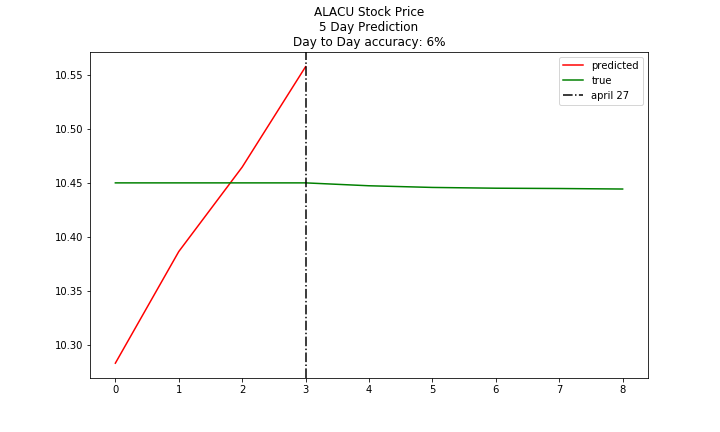 ALACU Stock Price
5 Day Prediction
Day to Day accuracy: 6%
predicted
true
april 27
10.55
10.50
10.45
10.40
10.35
10.30
0 1 2 3 4 5 6 7 8